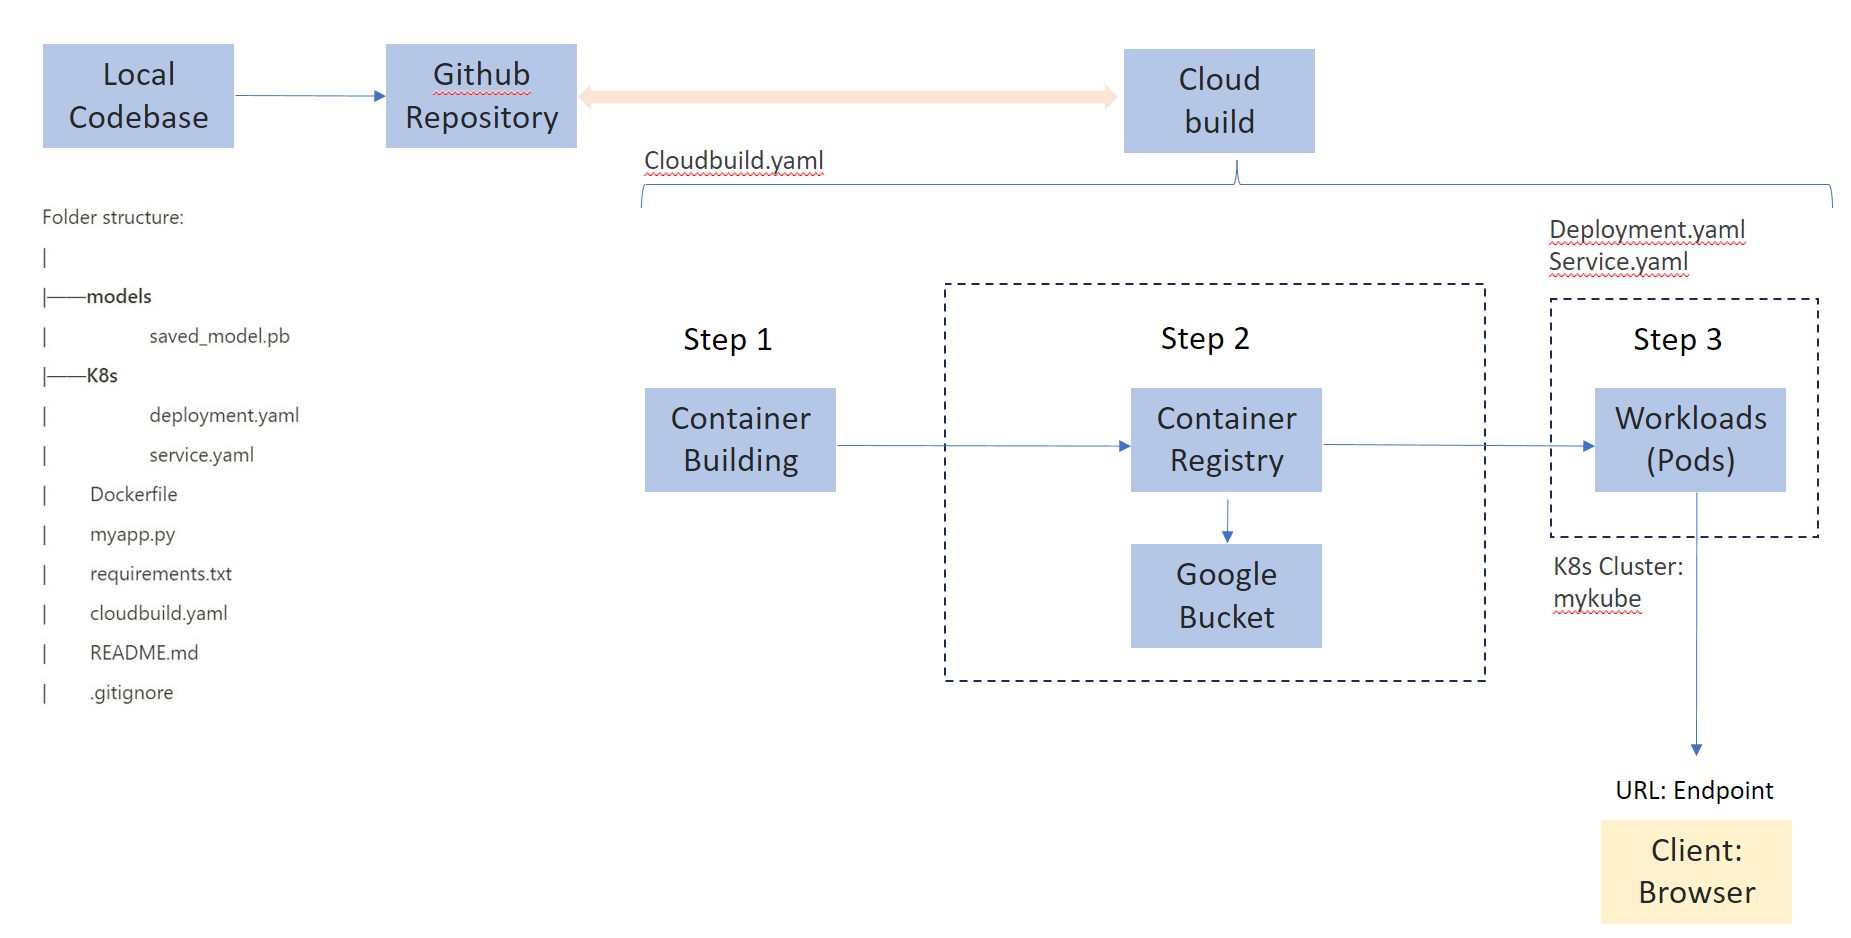 Local
Codebase
Github
Repository
Cloud
build
Cloudbuild.yaml
Folder structure:
|
|——models
| saved_model.pb
|——K8s
| deployment.yaml
| service.yaml
| Dockerfile
| myapp.py
| requirements.txt
| cloudbuild.yaml
| README.md
| .gitignore
Deployment.yaml
Service.yaml
Step 1
Container
Building
Step 2
Container
Registry
Google
Bucket
Step 3
Workloads
(Pods)
K8s Cluster:
mykube
URL: Endpoint
Client:
Browser